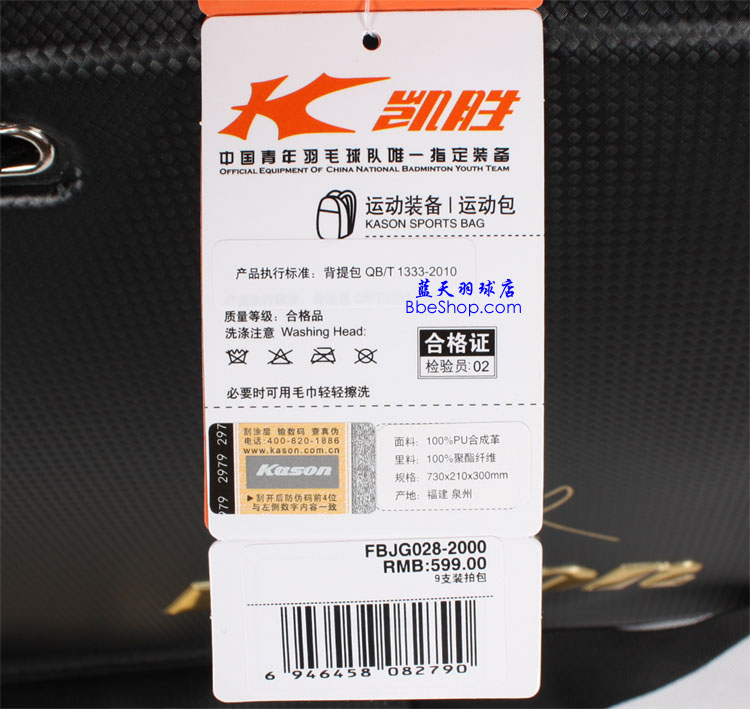 凯胜
中国青年羽毛球队唯一指定装备
OFFICIAL EQUIPMENT OF CHINA NATIONAL BADMINTON YOUTH TEAM
运动装备 | 运动包
KASON SPORTS BAG
产品执行标准：背提包 QB/T 1333-2010
蓝天羽球店
BbeShop.com
质量等级：合格品
洗涤注意 Washing Head:
合格证
检验员:02
必要时可用毛巾轻轻擦洗
刮涂层 输数码 查真伪
电话:400-820-1886
www.kason.com.cn
Kason
▶刮开后防伪码前4位
与左侧数字内容一致
979 2979 297
面料：100%PU合成革
里料：100%聚酯纤维
规格：730x210x300mm
产地：福建 泉州
FBJG028-2000
RMB:599.00
9支装拍包
6 946458 082790